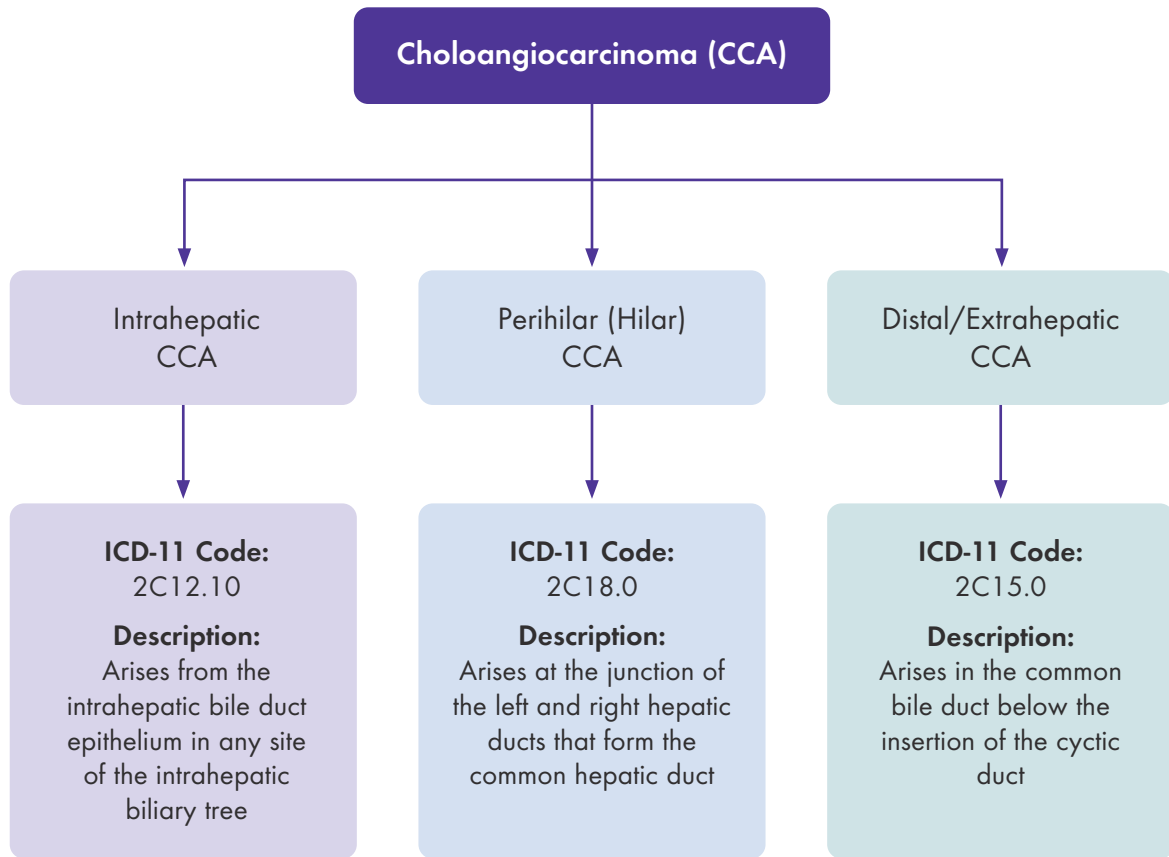 Choloangiocarcinoma (CCA)
Intrahepatic
CCA
Perihilar (Hilar)
CCA
Distal/Extrahepatic
CCA
ICD-11 Code:
2C12.10
Description:
Arises from the
intrahepatic bile duct
epithelium in any site
of the intrahepatic
biliary tree
ICD-11 Code:
2C18.0
Description:
Arises at the junction of
the left and right hepatic
ducts that form the
common hepatic duct
ICD-11 Code:
2C15.0
Description:
Arises in the common
bile duct below the
insertion of the cyctic
duct